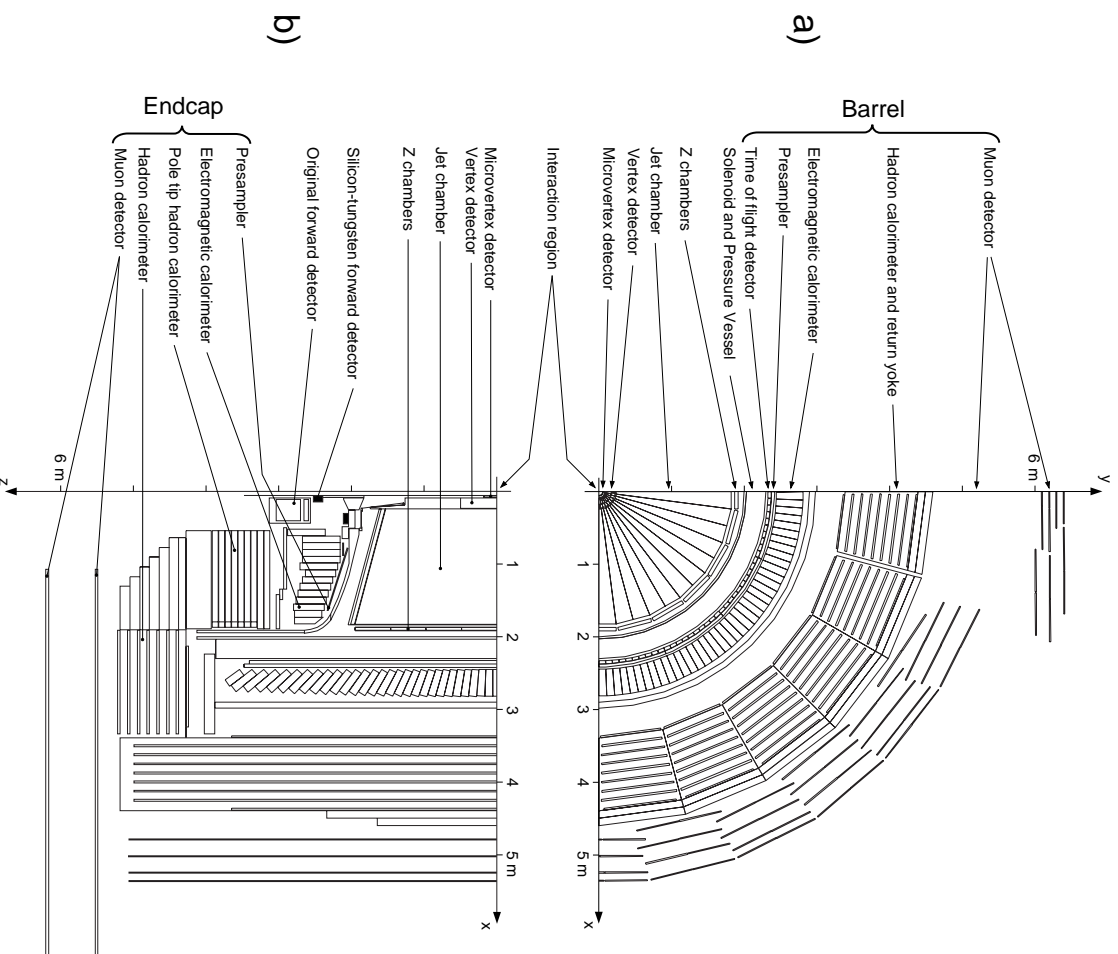 a)
Barrel
Muon detector
Hadron calorimeter and return yoke
Electromagnetic calorimeter
Presampler
Time of flight detector
Solenoid and Pressure Vessel
Z chambers
Jet chamber
Vertex detector
Microvertex detector
Interaction region
y
6 m
1
2
3
4
5 m
x
b)
Microvertex detector
Vertex detector
Jet chamber
Z chambers
Silicon-tungsten forward detector
Original forward detector
Endcap
Presampler
Electromagnetic calorimeter
Pole tip hadron calorimeter
Hadron calorimeter
Muon detector
6 m
z
1
2
3
4
5 m
x